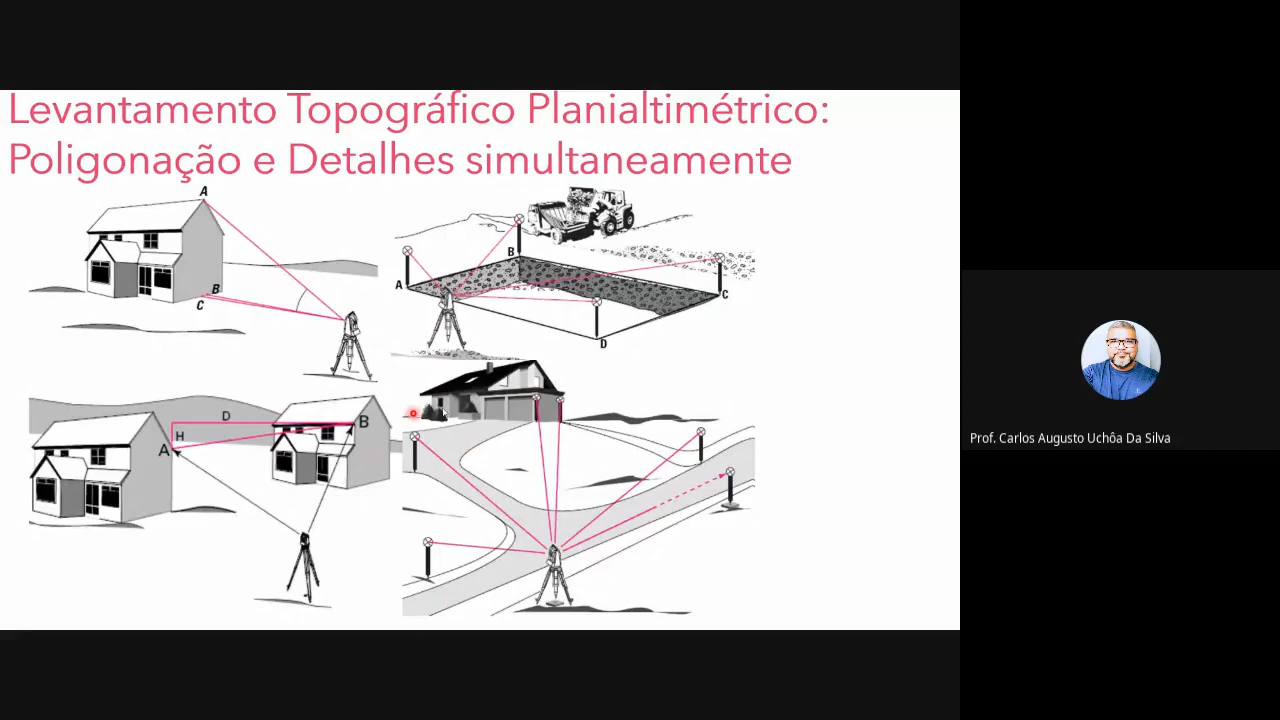 Levantamento Topográfico Planialtimétrico:
Poligonação e Detalhes simultaneamente
A
B
C
A
B
C
D
D
H
A
B
Prof. Carlos Augusto Uchôa Da Silva